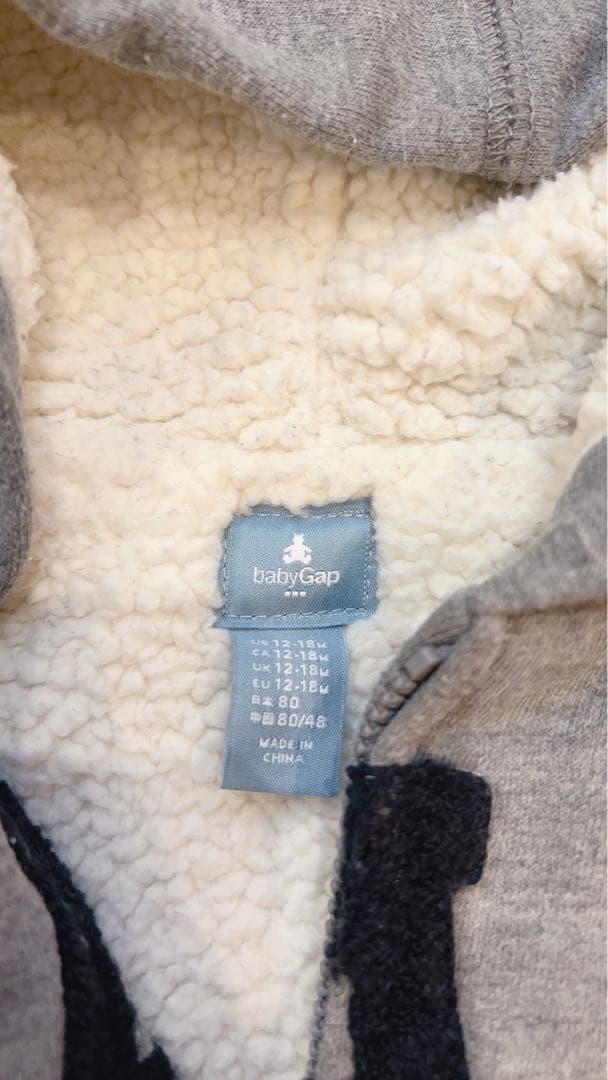 babyGap
US 12-18M
CA 12-18M
UK 12-18M
EU 12-18M
日本 80
中国 80/48
MADE IN
CHINA